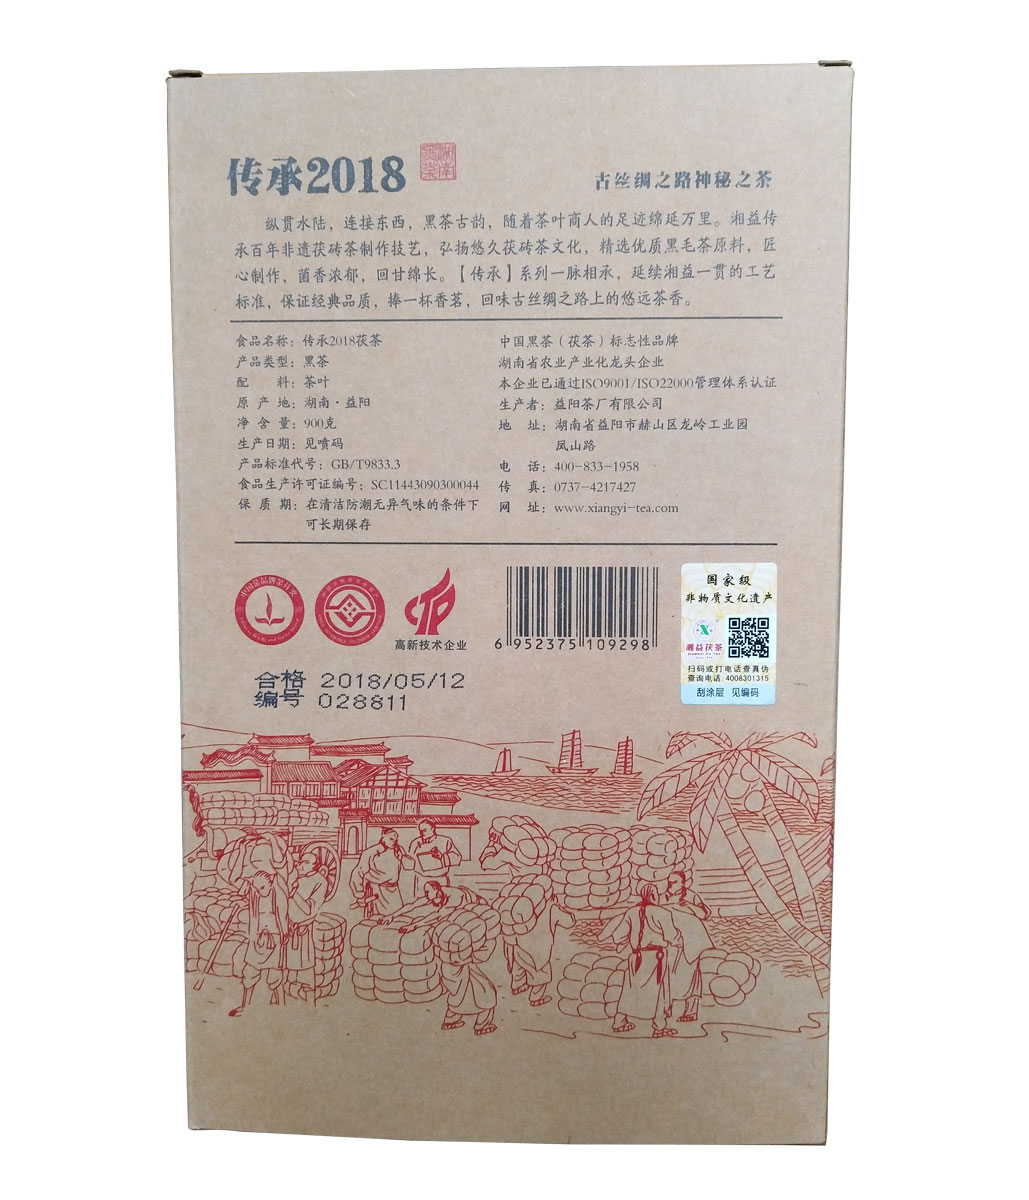 传承2018
湖南黑茶
古丝绸之路神秘之茶
纵贯水陆，连接东西，黑茶古韵，随着茶叶商人的足迹绵延万里。湘益传
承百年非遗茯砖茶制作技艺，弘扬悠久茯砖茶文化，精选优质黑毛茶原料，匠
心制作，菌香浓郁，回甘绵长。【传承】系列一脉相承，延续湘益一贯的工艺
标准，保证经典品质，捧一杯香茗，回味古丝绸之路上的悠远茶香。
食品名称：传承2018茯茶
产品类型：黑茶
配 料：茶叶
原 产 地：湖南·益阳
净 含 量：900克
生产日期：见喷码
产品标准代号：GB/T9833.3
食品生产许可证编号：SC11443090300044
保 质 期：在清洁防潮无异气味的条件下
可长期保存
中国黑茶（茯茶）标志性品牌
湖南省农业产业化龙头企业
本企业已通过ISO9001/ISO22000管理体系认证
生产者：益阳茶厂有限公司
地 址：湖南省益阳市赫山区龙岭工业园
凤山路
电 话：400-833-1958
传 真：0737-4217427
网 址：www.xiangyi-tea.com
中国茶品牌金芽奖
高新技术企业
6 952375 109298
国家级
非物质文化遗产
湘益茯茶
扫码或打电话查真伪
查询电话 4008301315
刮涂层 见编码
合格 2018/05/12
编号 028811